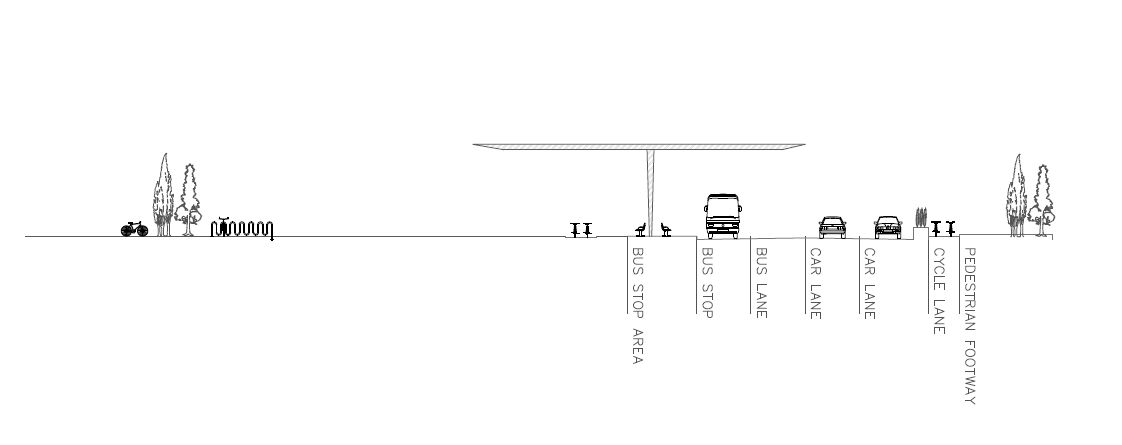 BUS STOP AREA
BUS STOP
BUS LANE
CAR LANE
CAR LANE
CYCLE LANE
PEDESTRIAN FOOTWAY